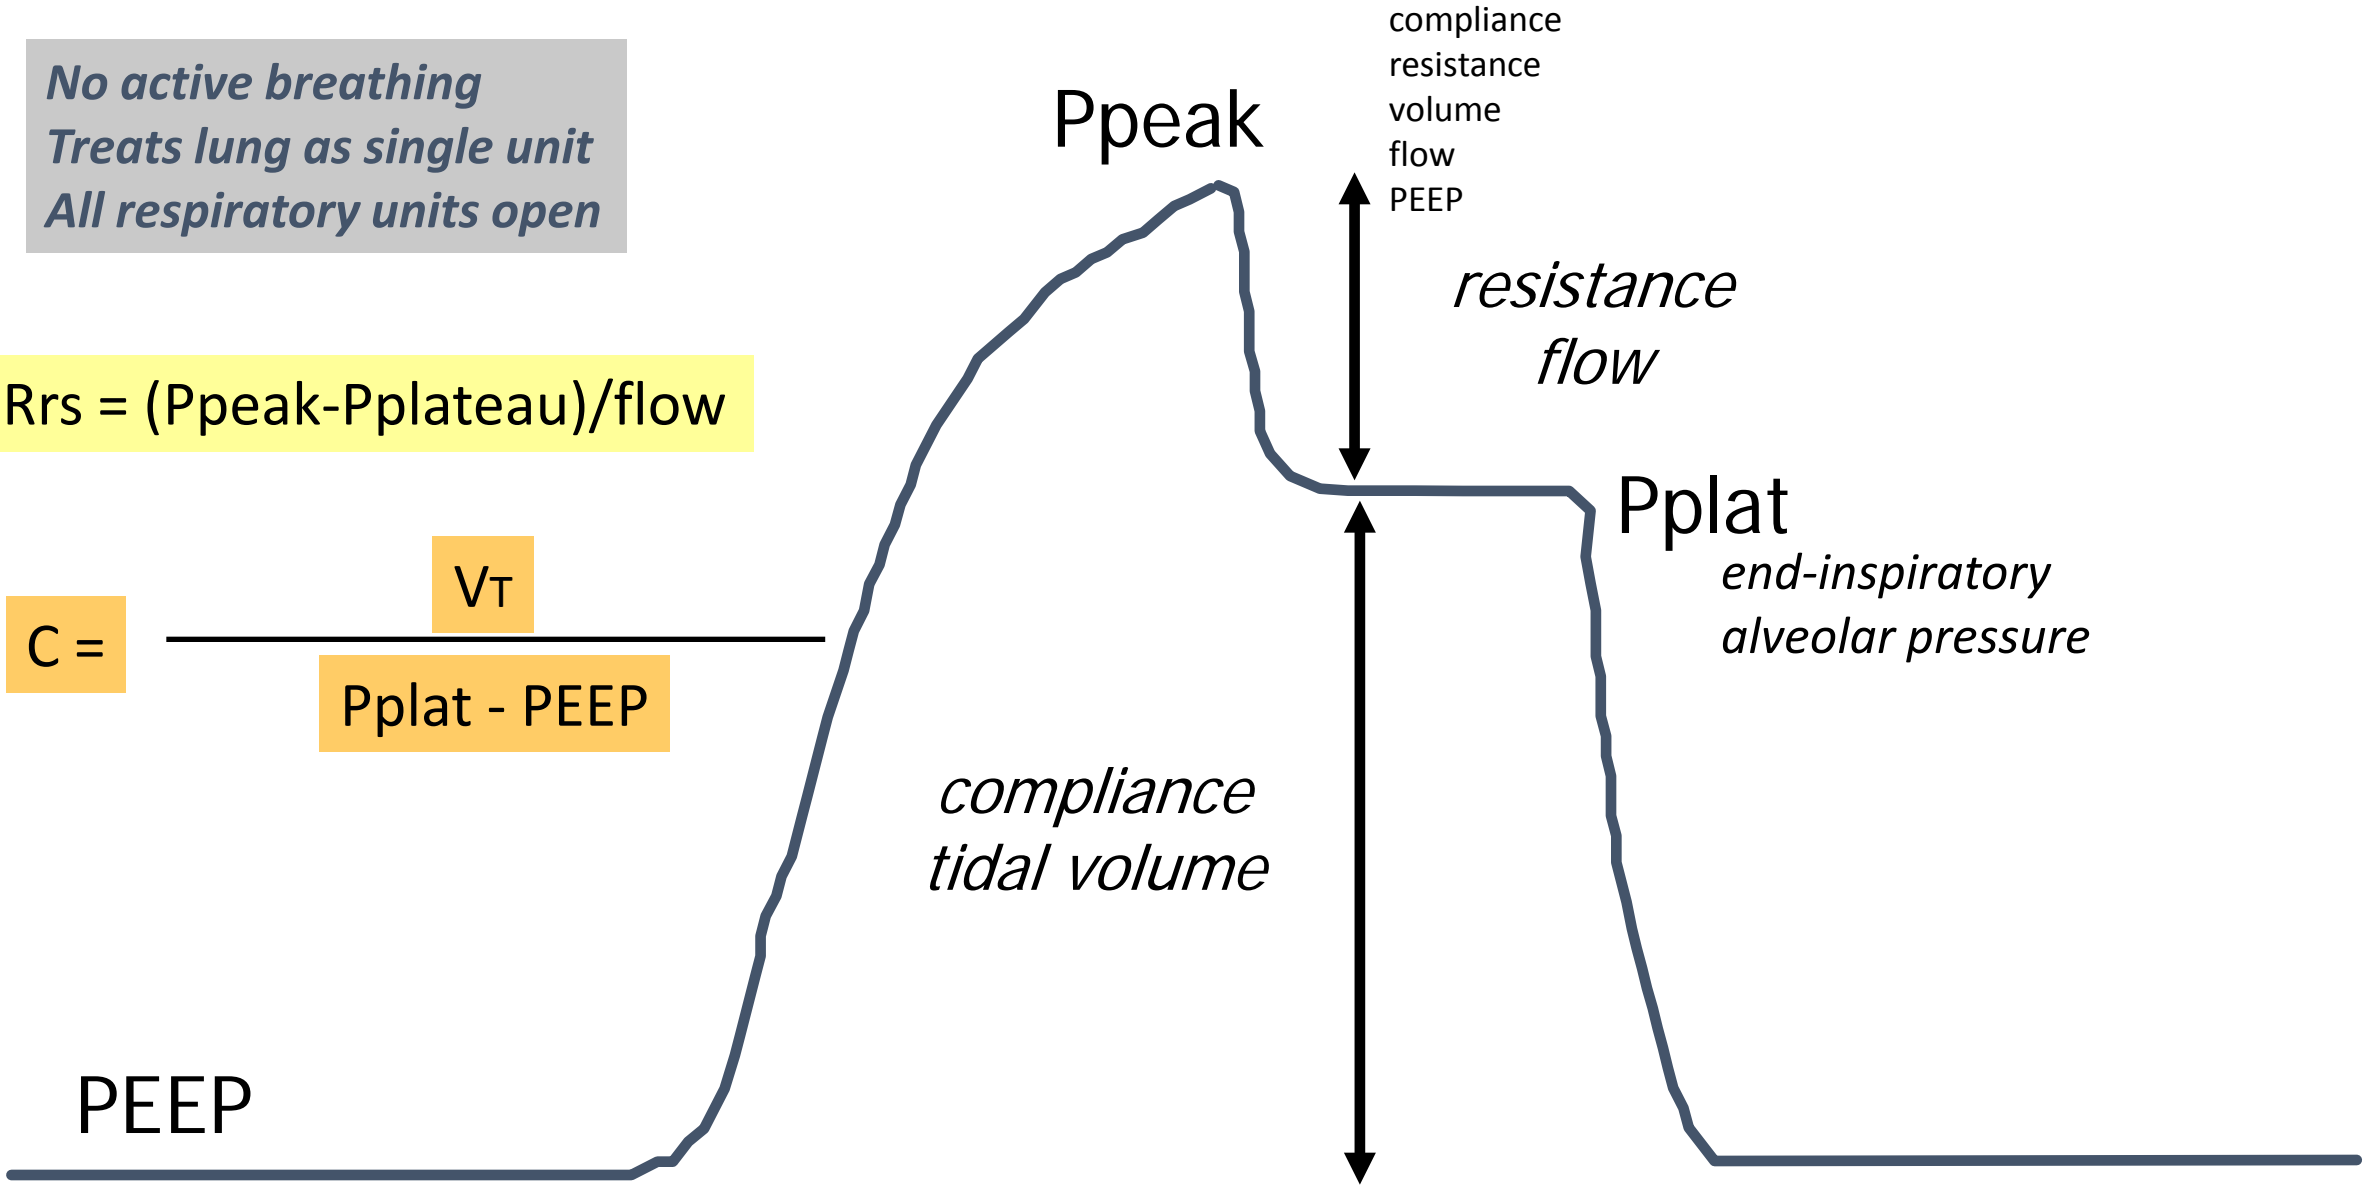 No active breathing
Treats lung as single unit
All respiratory units open
compliance
resistance
volume
flow
PEEP
Ppeak
resistance
flow
Rrs = (Ppeak-Pplateau)/flow
Pplat
end-inspiratory
alveolar pressure
C =
VT
Pplat - PEEP
compliance
tidal volume
PEEP